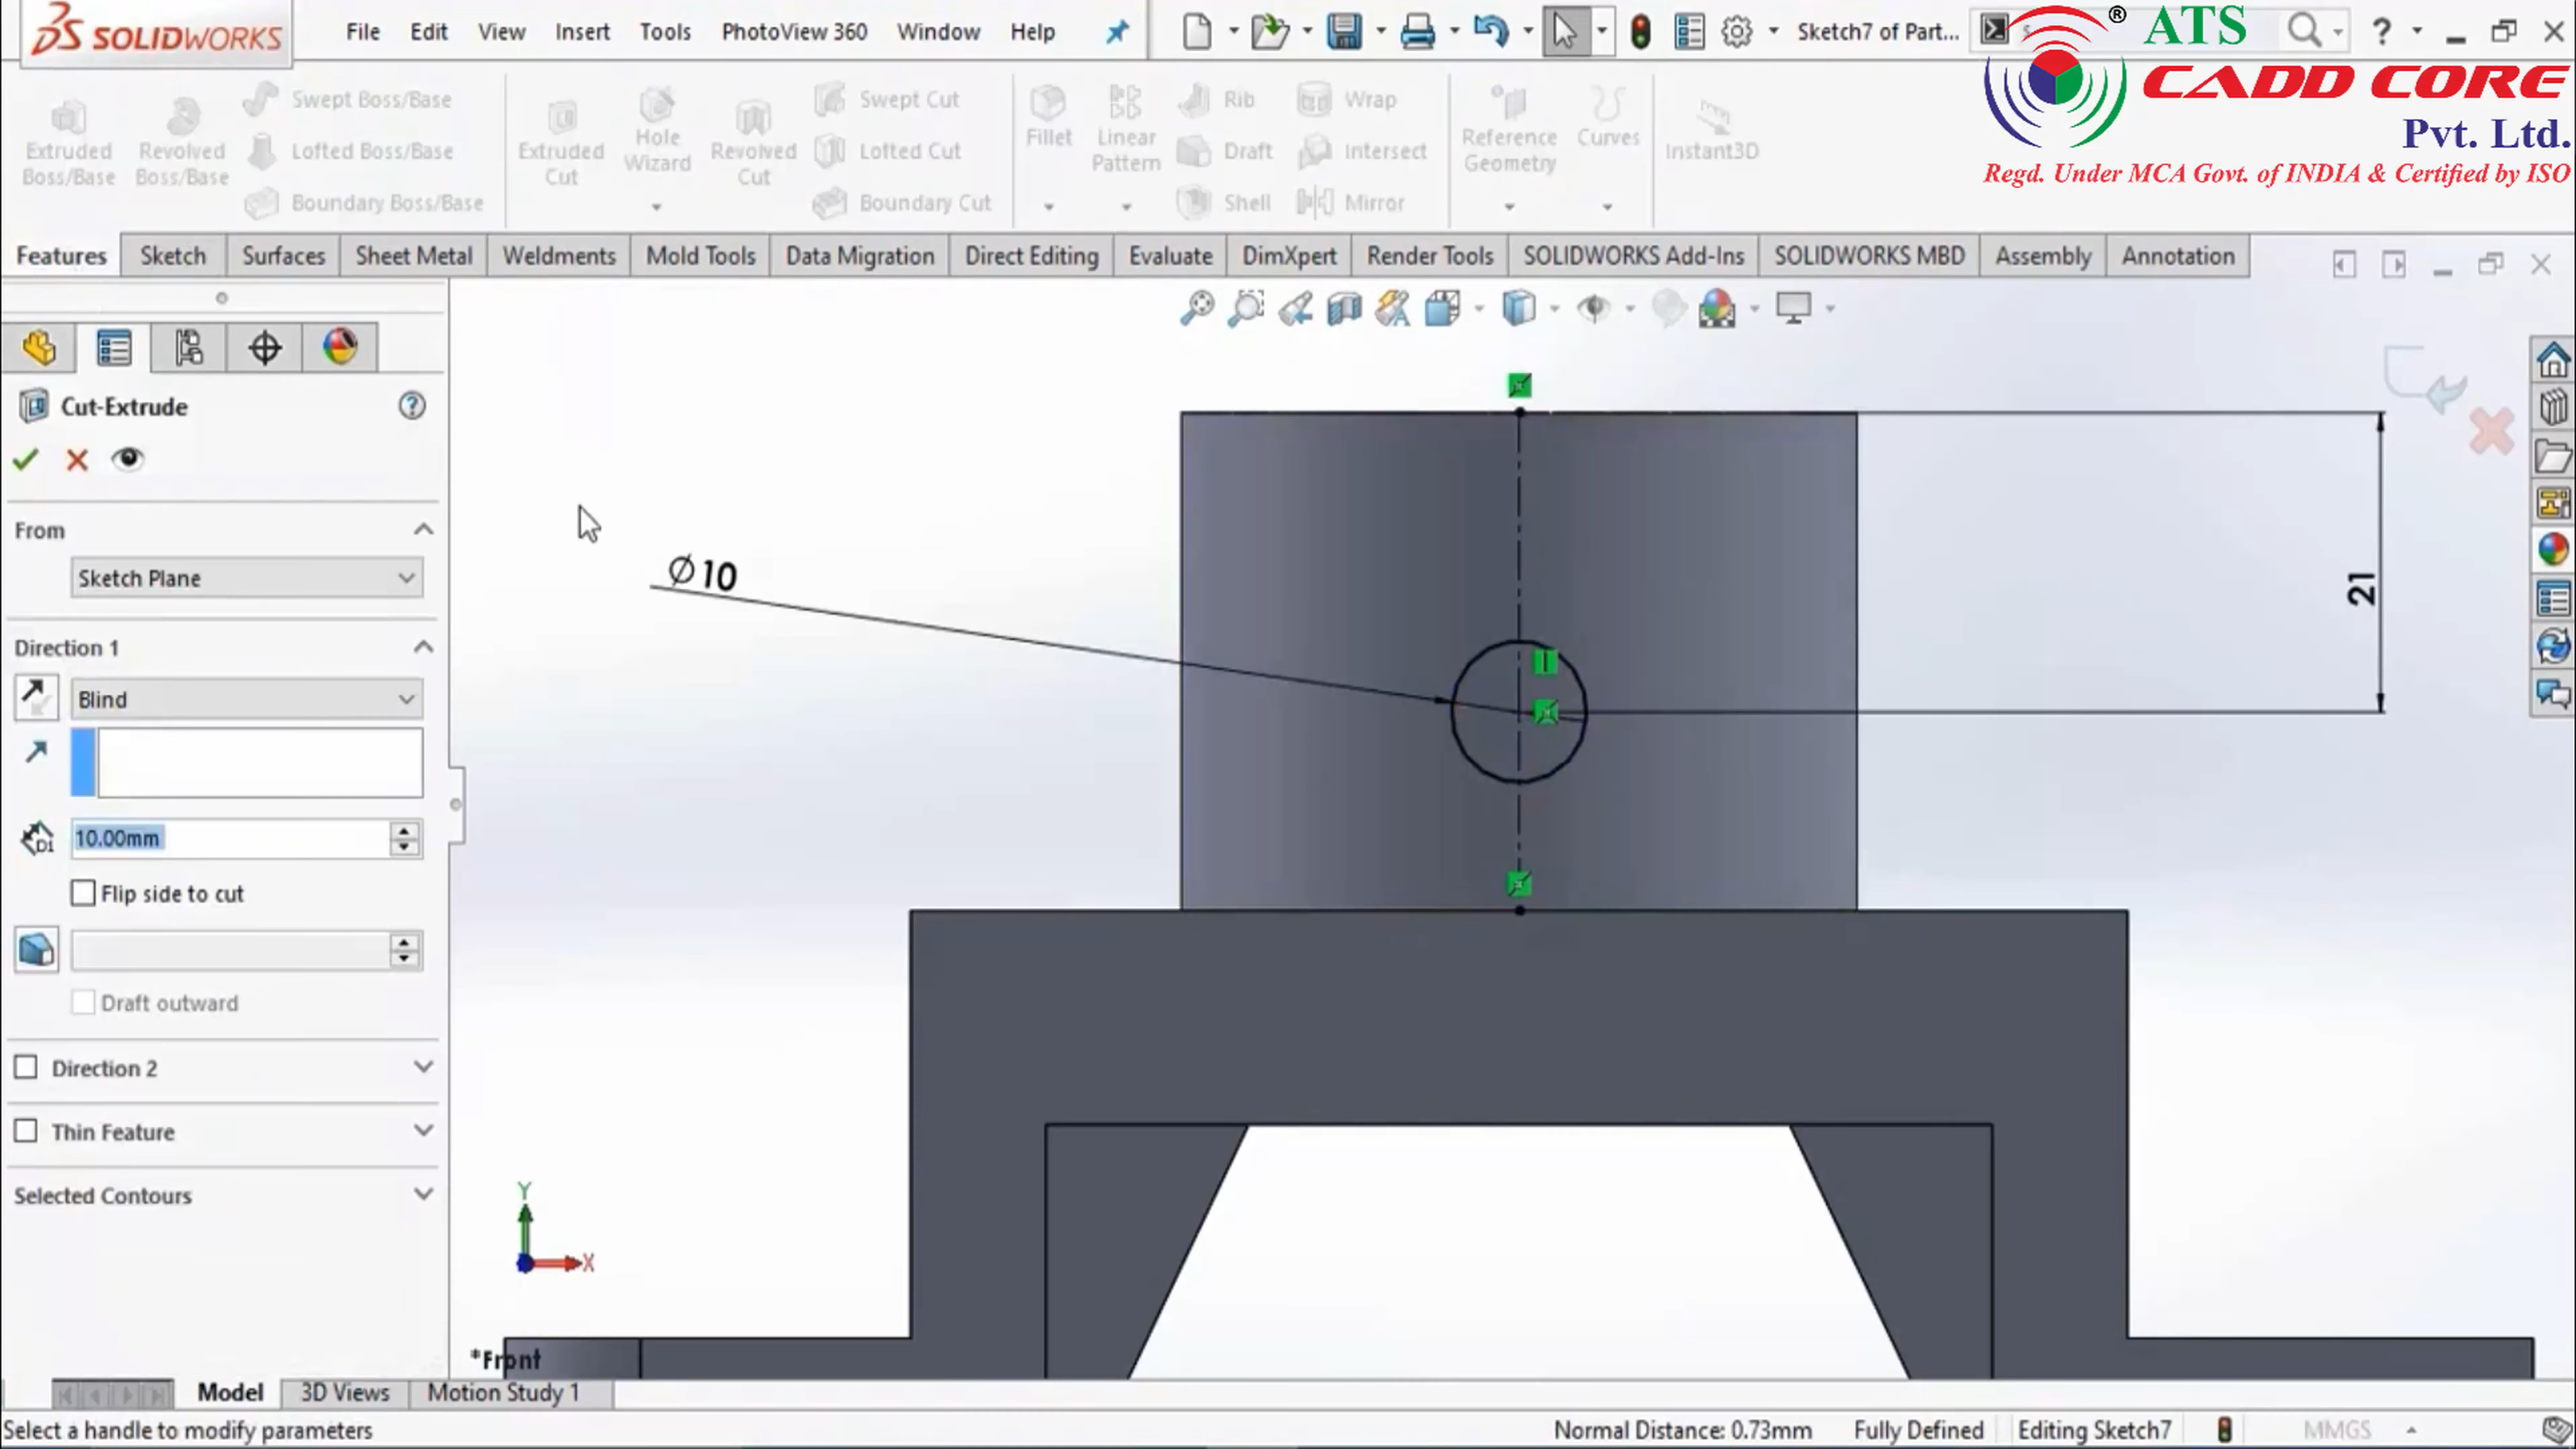 SOLIDWORKS
File Edit View Insert Tools PhotoView 360 Window Help
Sketch7 of Part...
?
ATS
®
CADD CORE
Pvt. Ltd.
Regd. Under MCA Govt. of INDIA & Certified by ISO
Extruded Boss/Base
Revolved Boss/Base
Swept Boss/Base
Lofted Boss/Base
Boundary Boss/Base
Extruded Cut
Hole Wizard
Revolved Cut
Swept Cut
Lofted Cut
Boundary Cut
Fillet
Linear Pattern
Rib
Draft
Shell
Wrap
Intersect
Mirror
Reference Geometry
Curves
Instant3D
Features Sketch Surfaces Sheet Metal Weldments Mold Tools Data Migration Direct Editing Evaluate DimXpert Render Tools SOLIDWORKS Add-Ins SOLIDWORKS MBD Assembly Annotation
Cut-Extrude
?
From
Sketch Plane
Direction 1
Blind
D1
10.00mm
Flip side to cut
Draft outward
Direction 2
Thin Feature
Selected Contours
Ø10
21
Y
X
*Front
Model 3D Views Motion Study 1
Select a handle to modify parameters
Normal Distance: 0.73mm Fully Defined Editing Sketch7 MMGS